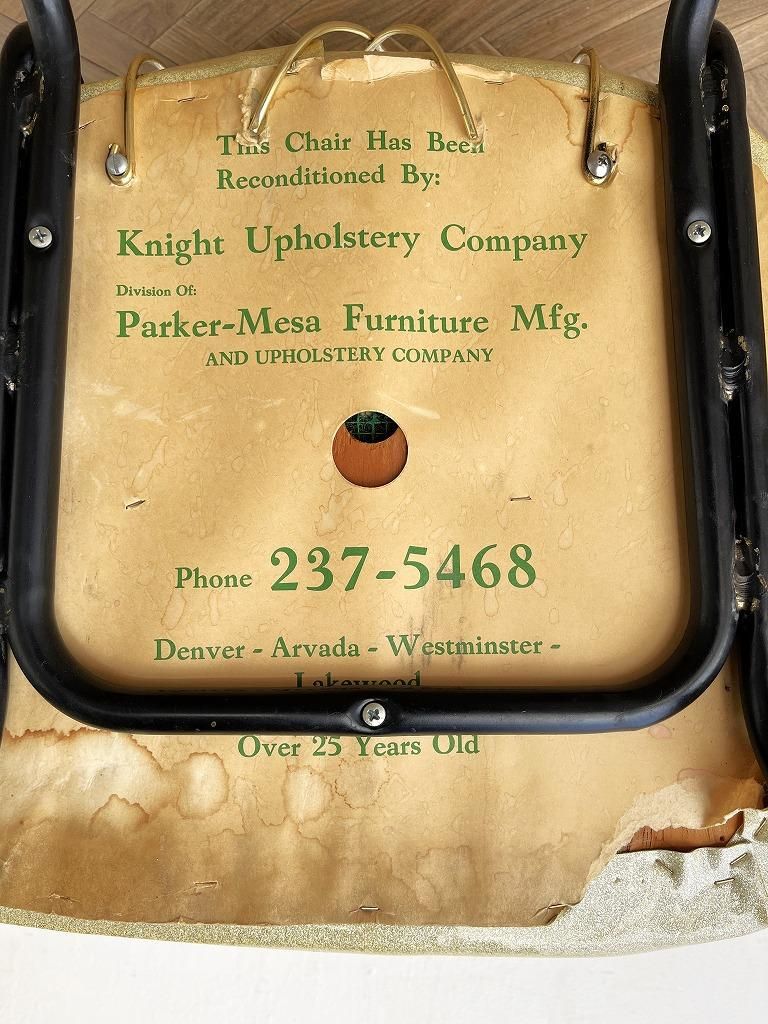 This Chair Has Been
Reconditioned By:
Knight Upholstery Company
Division Of:
Parker-Mesa Furniture Mfg.
AND UPHOLSTERY COMPANY
Phone 237-5468
Denver - Arvada - Westminster -
Lakewood
Over 25 Years Old